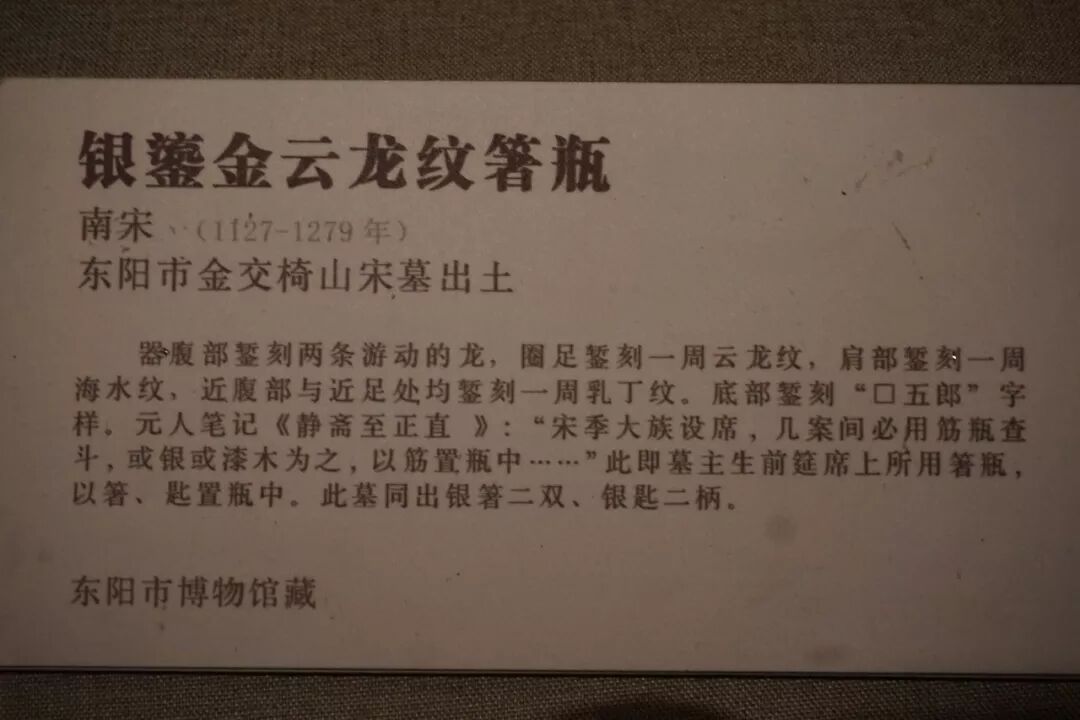 银鎏金云龙纹箸瓶
南宋 (1127-1279 年)
东阳市金交椅山宋墓出土
器腹部錾刻两条游动的龙，圈足錾刻一周云龙纹，肩部錾刻一周
海水纹，近腹部与近足处均錾刻一周乳丁纹。底部錾刻“□五郎”字
样。元人笔记《静斋至正直 》：“宋季大族设席，几案间必用筋瓶查
斗，或银或漆木为之，以筋置瓶中……”此即墓主生前筵席上所用箸瓶，
以箸、匙置瓶中。此墓同出银箸二双、银匙二柄。
东阳市博物馆藏